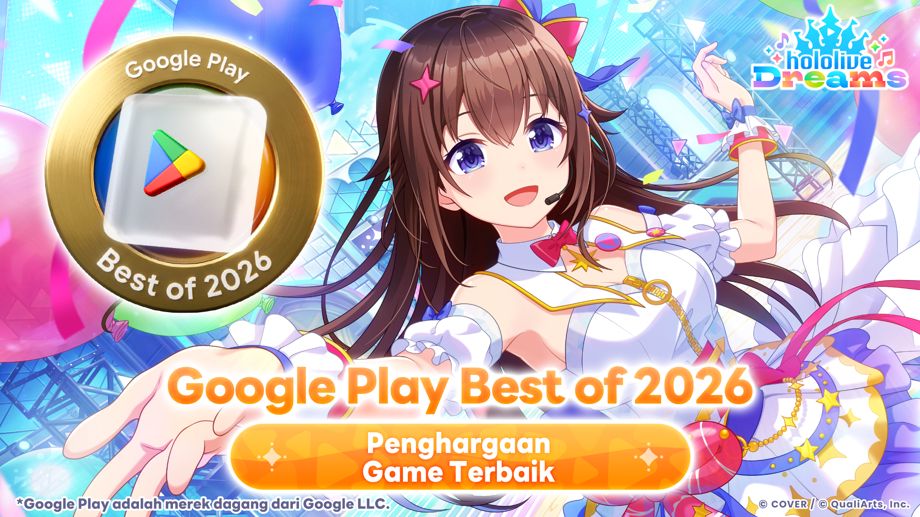 Google Play
Best of 2026
hololive
Dreams
Google Play Best of 2026
Penghargaan
Game Terbaik
*Google Play adalah merek dagang dari Google LLC.
© COVER / © QualiArts, Inc.